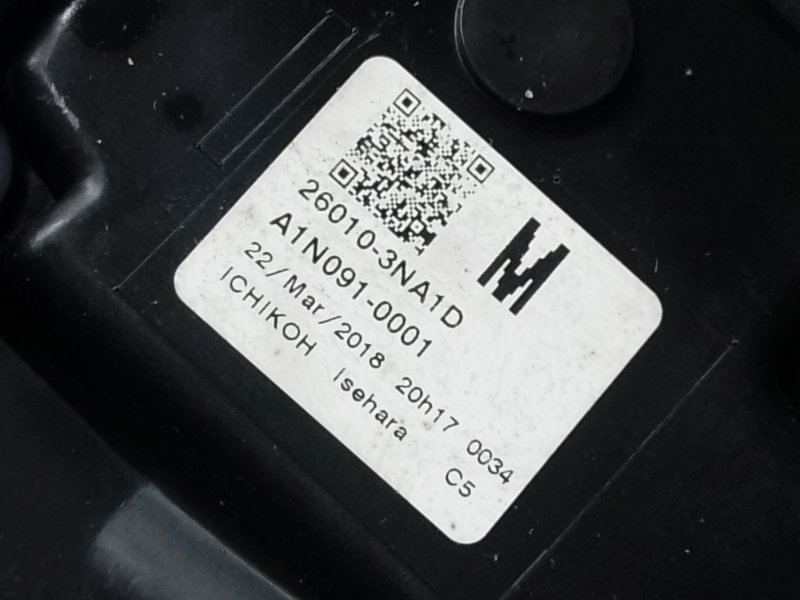 M
26010-3NA1D
A1N091-0001
22/Mar/2018 20h17 0034
ICHIKOH Isehara C5